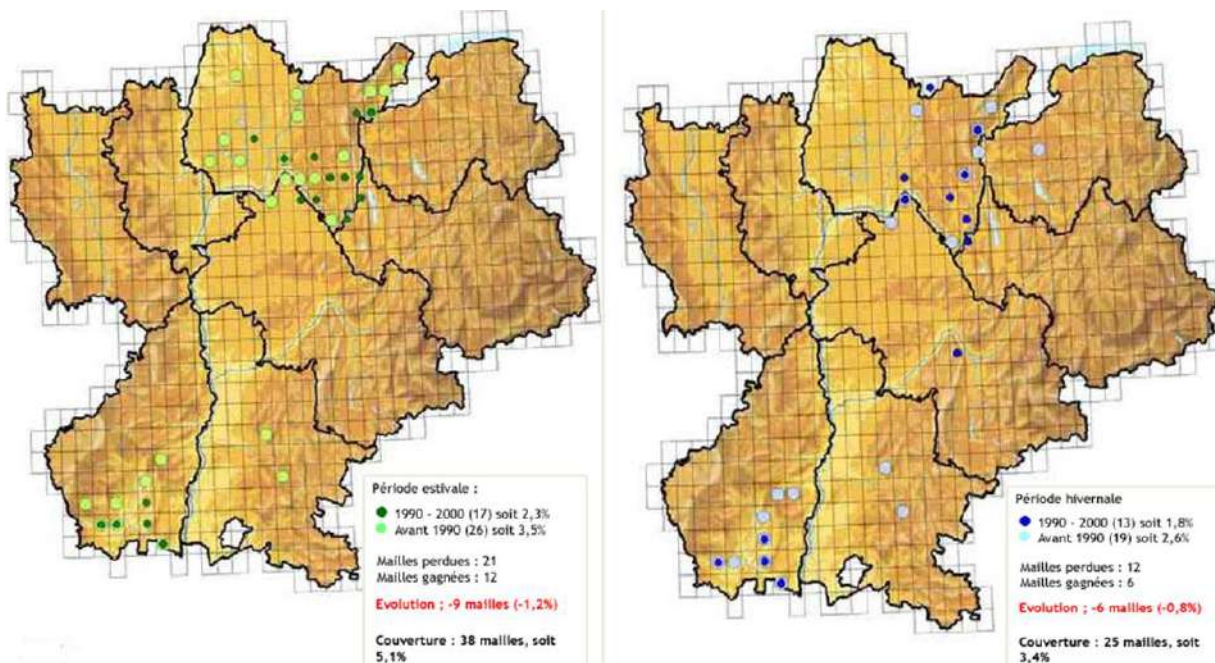 Période estivale :
1990 - 2000 (17) soit 2,3%
Avant 1990 (26) soit 3,5%
Mailles perdues : 21
Mailles gagnées : 12
Evolution ; -9 mailles (-1,2%)
Couverture : 38 mailles, soit
5,1%
Période hivernale
1990 - 2000 (13) soit 1,8%
Avant 1990 (19) soit 2,6%
Mailles perdues : 12
Mailles gagnées : 6
Evolution ; -6 mailles (-0,8%)
Couverture : 25 mailles, soit
3,4%